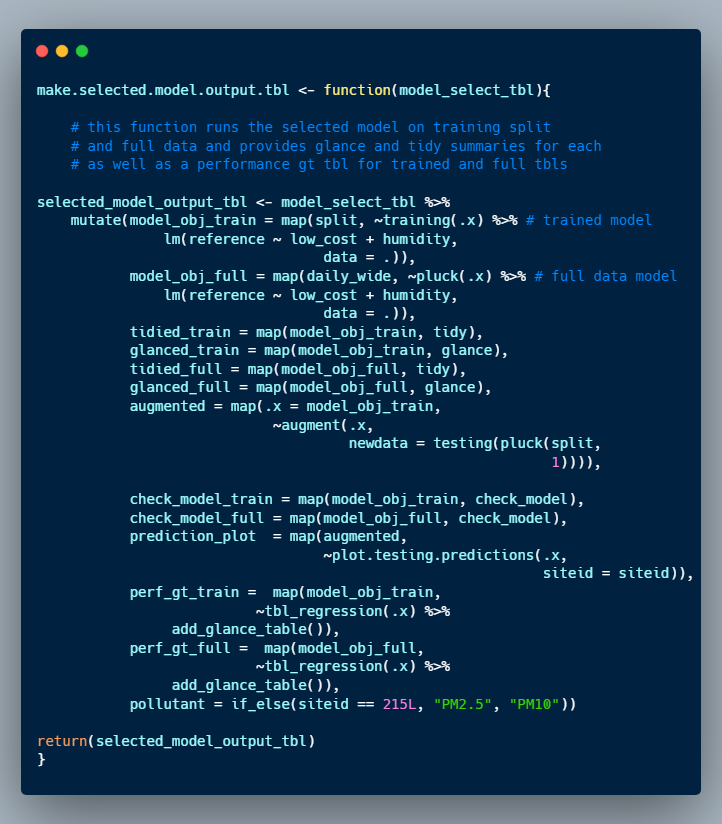 make.selected.model.output.tbl <- function(model_select_tbl){

    # this function runs the selected model on training split
    # and full data and provides glance and tidy summaries for each
    # as well as a performance gt tbl for trained and full tbls

selected_model_output_tbl <- model_select_tbl %>%
    mutate(model_obj_train = map(split, ~training(.x) %>% # trained model
               lm(reference ~ low_cost + humidity,
                                  data = .)),
           model_obj_full = map(daily_wide, ~pluck(.x) %>% # full data model
               lm(reference ~ low_cost + humidity,
                                  data = .)),
           tidied_train = map(model_obj_train, tidy),
           glanced_train = map(model_obj_train, glance),
           tidied_full = map(model_obj_full, tidy),
           glanced_full = map(model_obj_full, glance),
           augmented = map(.x = model_obj_train,
                            ~augment(.x,
                                     newdata = testing(pluck(split,
                                                             1)))),

           check_model_train = map(model_obj_train, check_model),
           check_model_full = map(model_obj_full, check_model),
           prediction_plot  = map(augmented,
                                  ~plot.testing.predictions(.x,
                                                            siteid = siteid)),
           perf_gt_train =  map(model_obj_train,
                          ~tbl_regression(.x) %>%
                add_glance_table()),
           perf_gt_full =  map(model_obj_full,
                          ~tbl_regression(.x) %>%
                add_glance_table()),
           pollutant = if_else(siteid == 215L, "PM2.5", "PM10"))

return(selected_model_output_tbl)
}